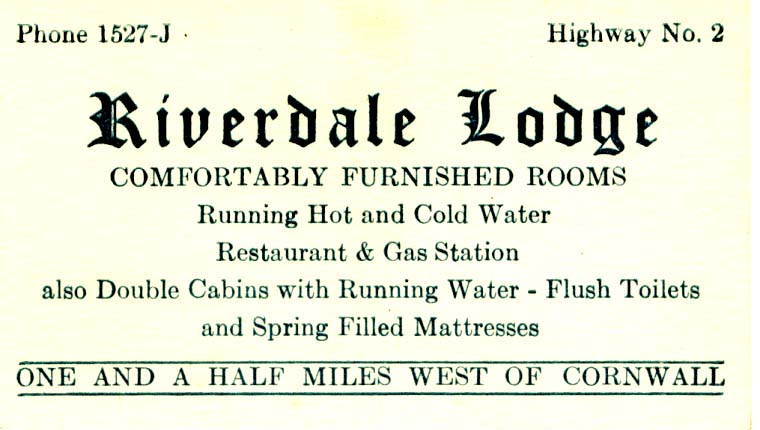 Phone 1527-J
Highway No. 2
Riverdale Lodge
COMFORTABLY FURNISHED ROOMS
Running Hot and Cold Water
Restaurant & Gas Station
also Double Cabins with Running Water - Flush Toilets
and Spring Filled Mattresses
ONE AND A HALF MILES WEST OF CORNWALL